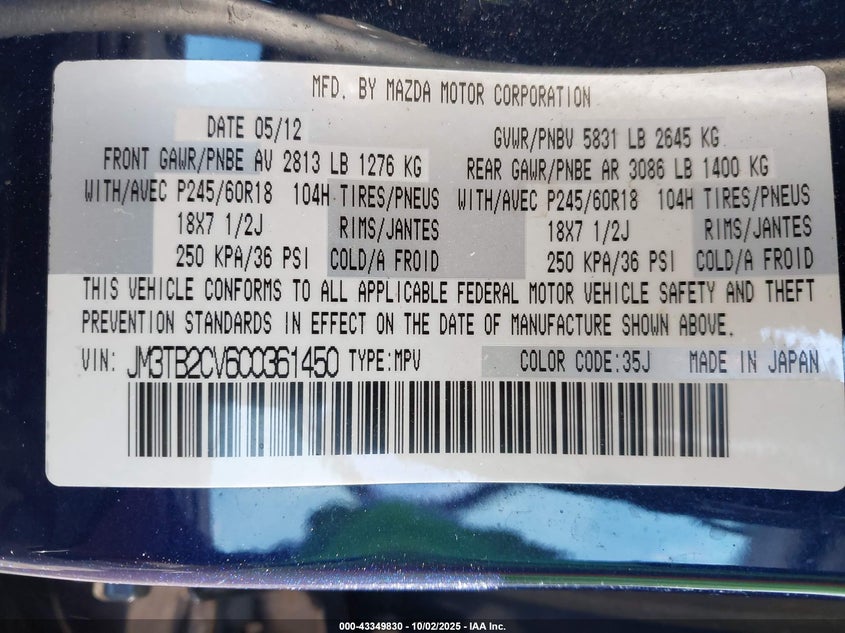 MFD. BY MAZDA MOTOR CORPORATION
DATE 05/12 GVWR/PNBV 5831 LB 2645 KG
FRONT GAWR/PNBE AV 2813 LB 1276 KG REAR GAWR/PNBE AR 3086 LB 1400 KG
WITH/AVEC P245/60R18 104H TIRES/PNEUS WITH/AVEC P245/60R18 104H TIRES/PNEUS
18X7 1/2J RIMS/JANTES 18X7 1/2J RIMS/JANTES
250 KPA/36 PSI COLD/A FROID 250 KPA/36 PSI COLD/A FROID
THIS VEHICLE CONFORMS TO ALL APPLICABLE FEDERAL MOTOR VEHICLE SAFETY AND THEFT
PREVENTION STANDARDS IN EFFECT ON THE DATE OF MANUFACTURE SHOWN ABOVE.
VIN: JM3TB2CV6C0361450 TYPE:MPV COLOR CODE:35J MADE IN JAPAN
000-43349830 - 10/02/2025 - IAA Inc.